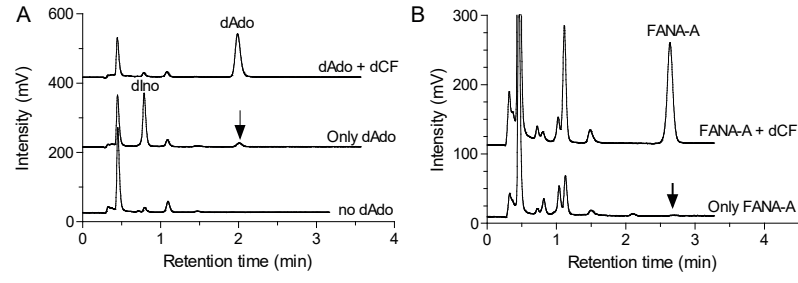 A
600
400
200
0
Intensity (mV)
dAdo
dAdo + dCF
dIno
Only dAdo
no dAdo
0 1 2 3 4
Retention time (min)
B
300
200
100
0
Intensity (mV)
FANA-A
FANA-A + dCF
Only FANA-A
0 1 2 3 4
Retention time (min)